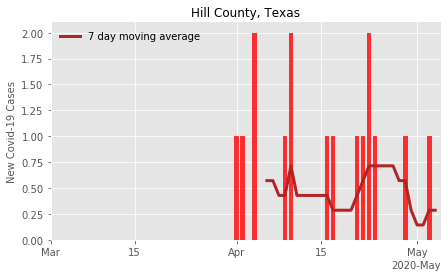 Hill County, Texas
7 day moving average
New Covid-19 Cases
2.00
1.75
1.50
1.25
1.00
0.75
0.50
0.25
0.00
Mar 15 Apr 15 May
2020-May